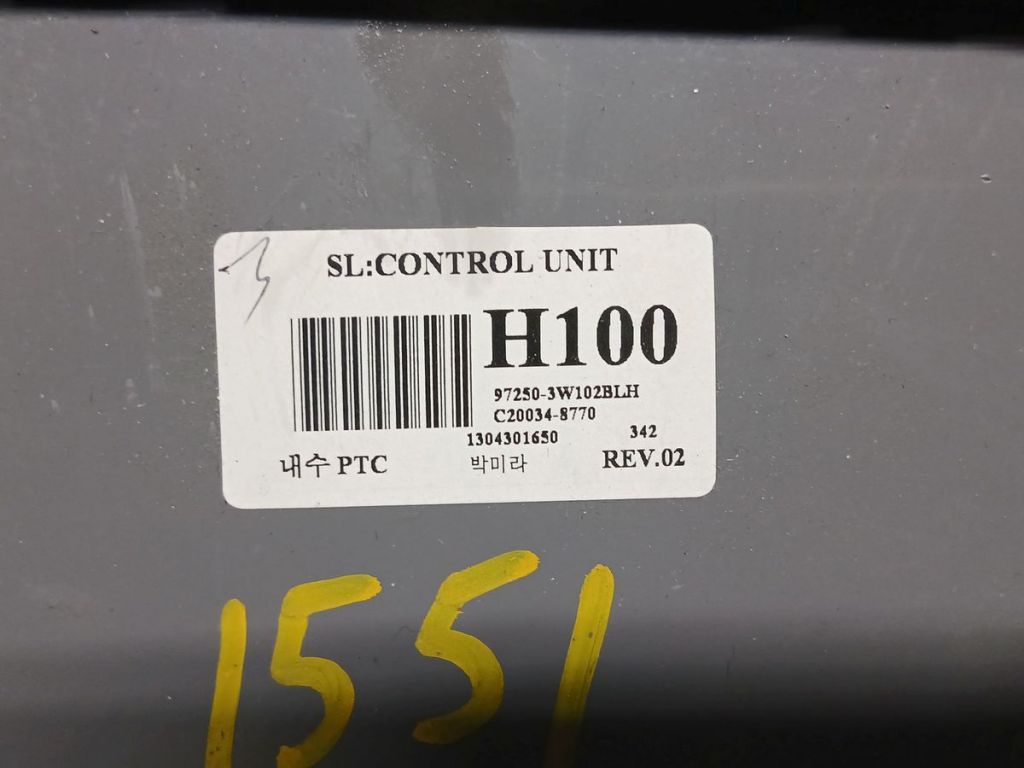 SL:CONTROL UNIT
H100
97250-3W102BLH
C20034-8770
1304301650
342
내수 PTC
박미라
REV.02
1551